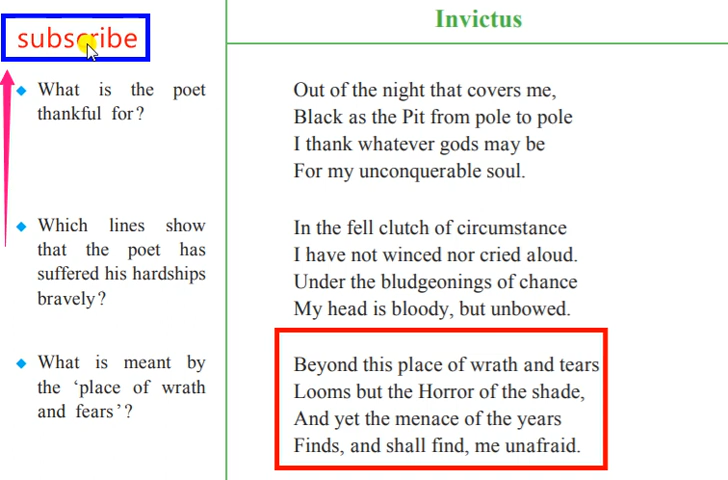 Invictus
subscribe
What is the poet
thankful for?
Out of the night that covers me,
Black as the Pit from pole to pole
I thank whatever gods may be
For my unconquerable soul.
Which lines show
that the poet has
suffered his hardships
bravely?
In the fell clutch of circumstance
I have not winced nor cried aloud.
Under the bludgeonings of chance
My head is bloody, but unbowed.
What is meant by
the ‘place of wrath
and fears’?
Beyond this place of wrath and tears
Looms but the Horror of the shade,
And yet the menace of the years
Finds, and shall find, me unafraid.